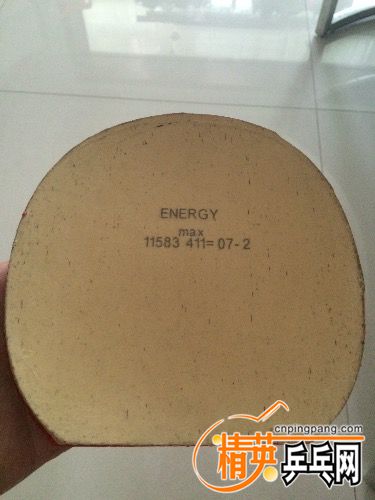 ENERGY
max
11583 411=07-2
cnpingpang.com
精英乒乓网